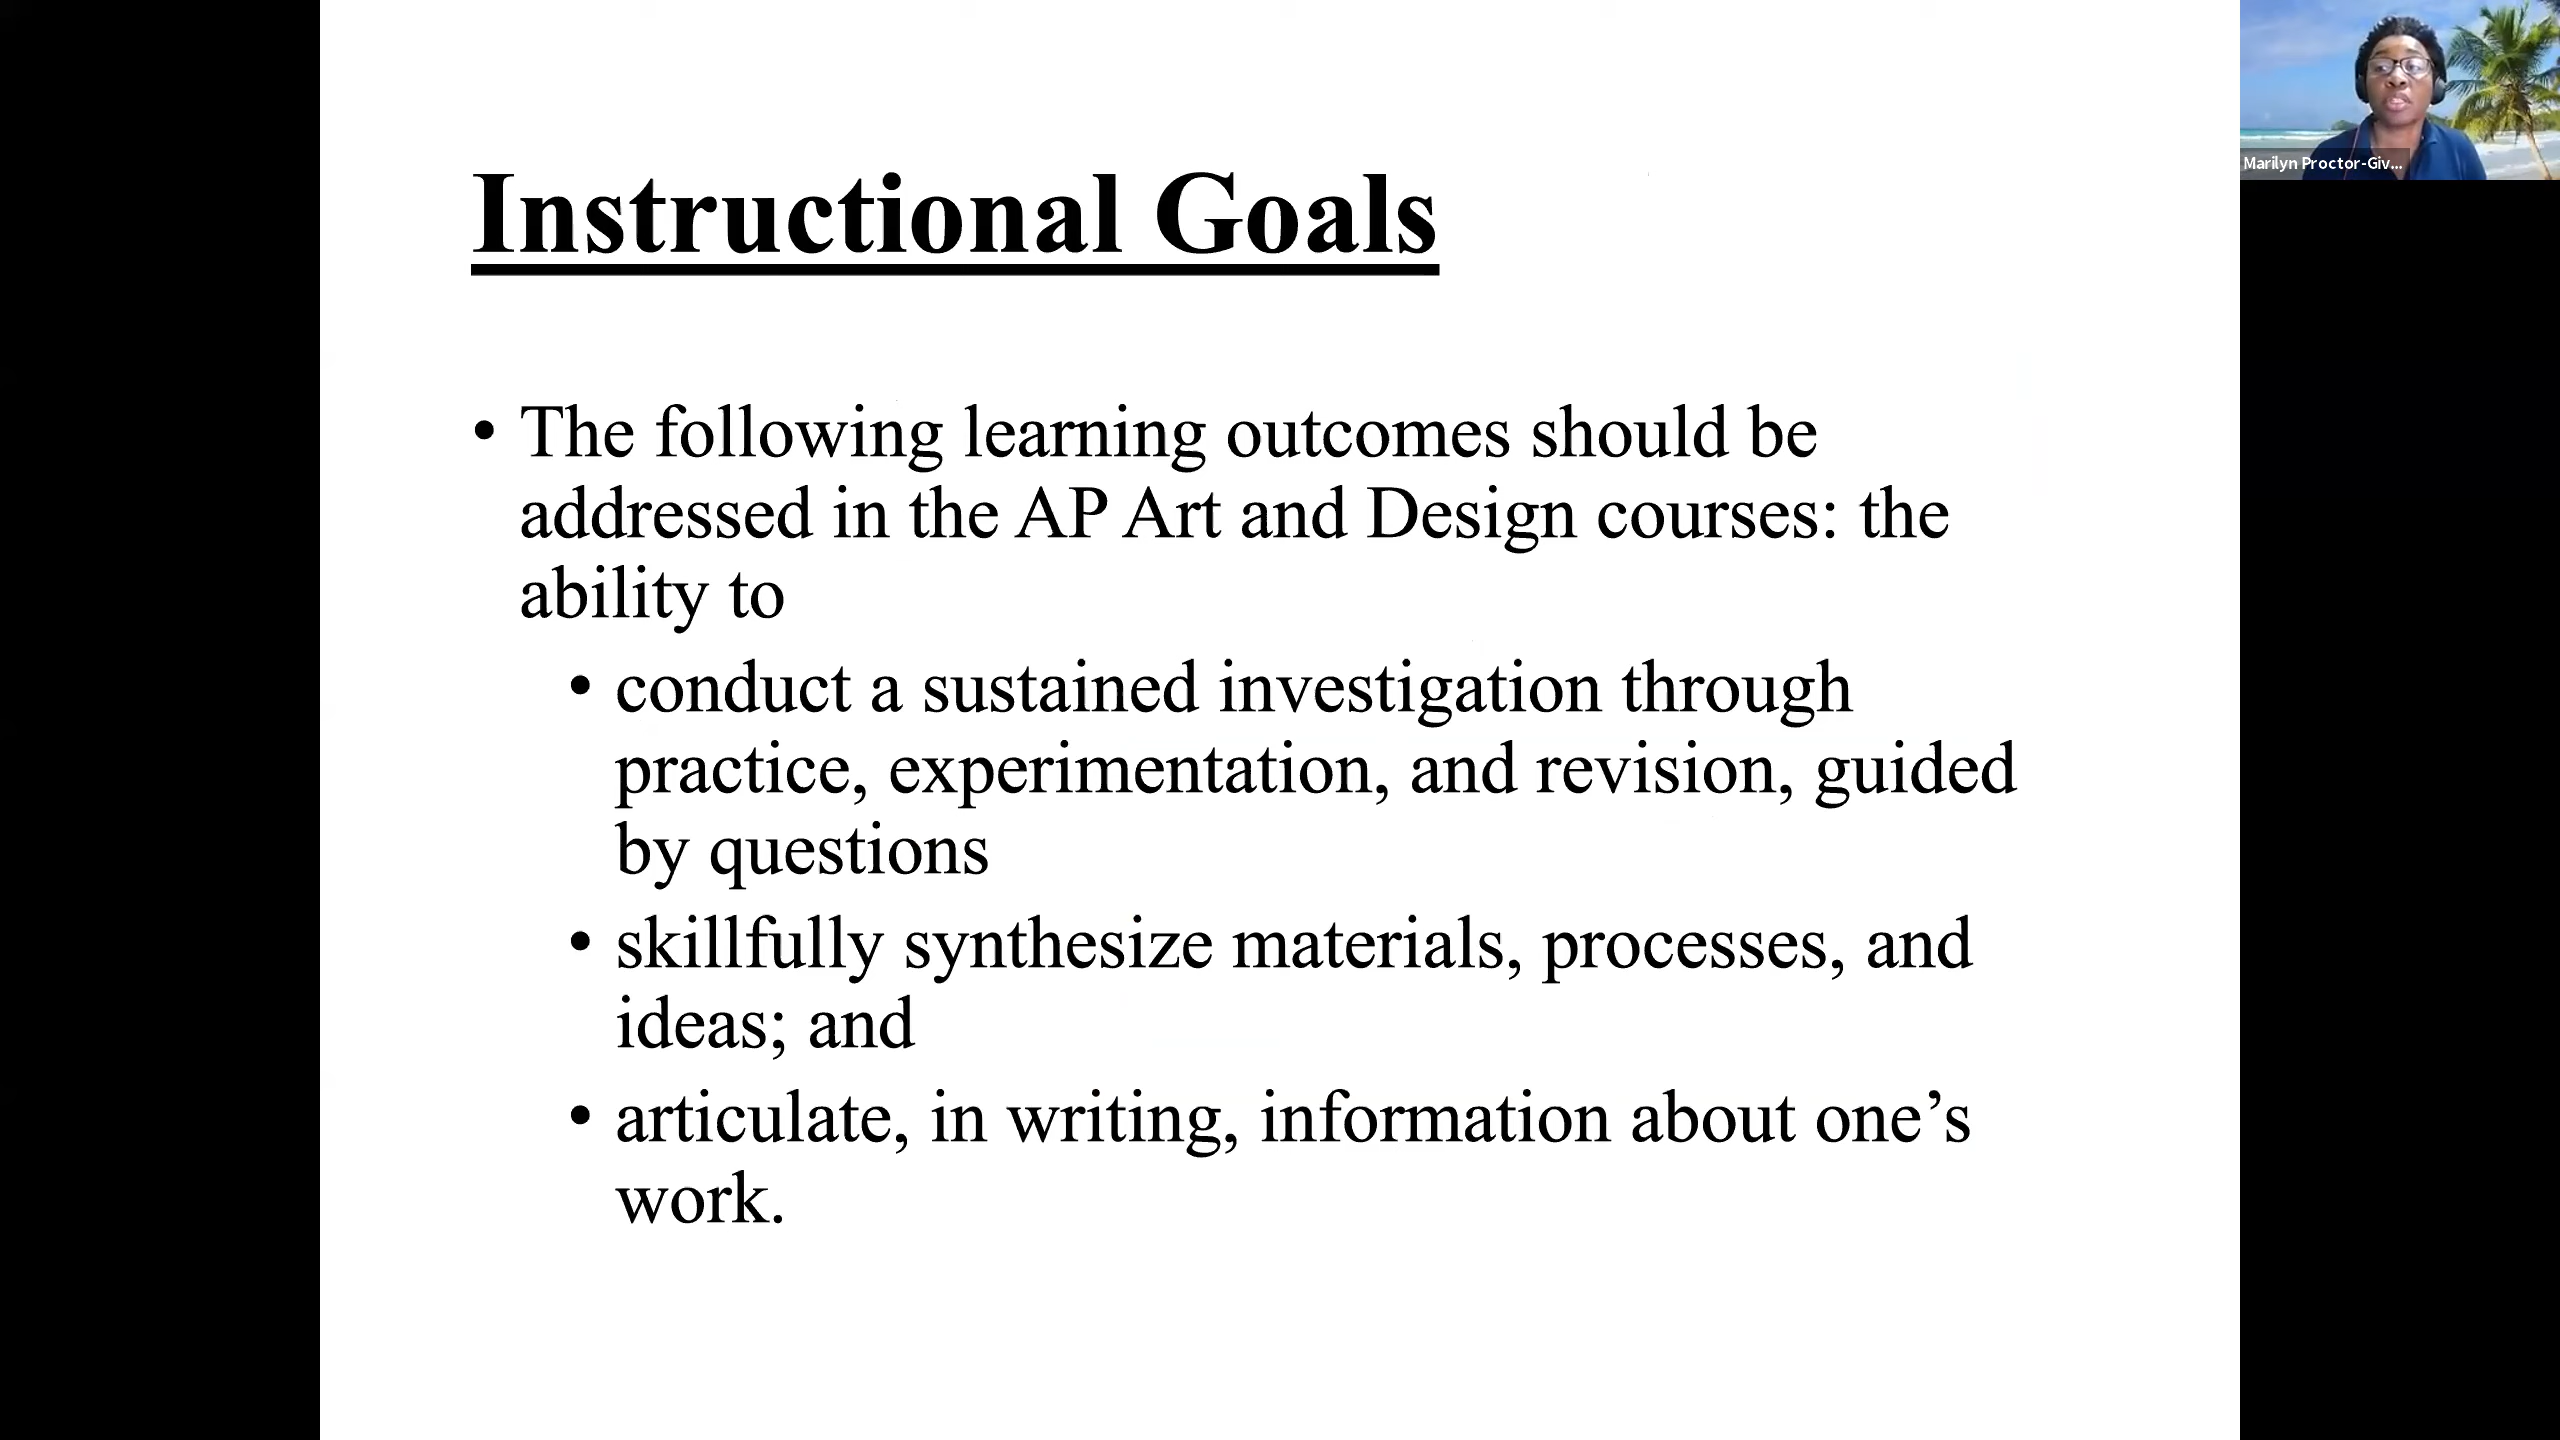 Instructional Goals
• The following learning outcomes should be
addressed in the AP Art and Design courses: the
ability to
• conduct a sustained investigation through
practice, experimentation, and revision, guided
by questions
• skillfully synthesize materials, processes, and
ideas; and
• articulate, in writing, information about one’s
work.
Marilyn Proctor-Giv...